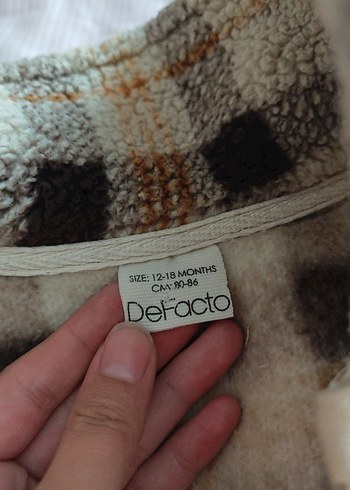 SIZE: 12-18 MONTHS
CM: 80-86
DeFacto